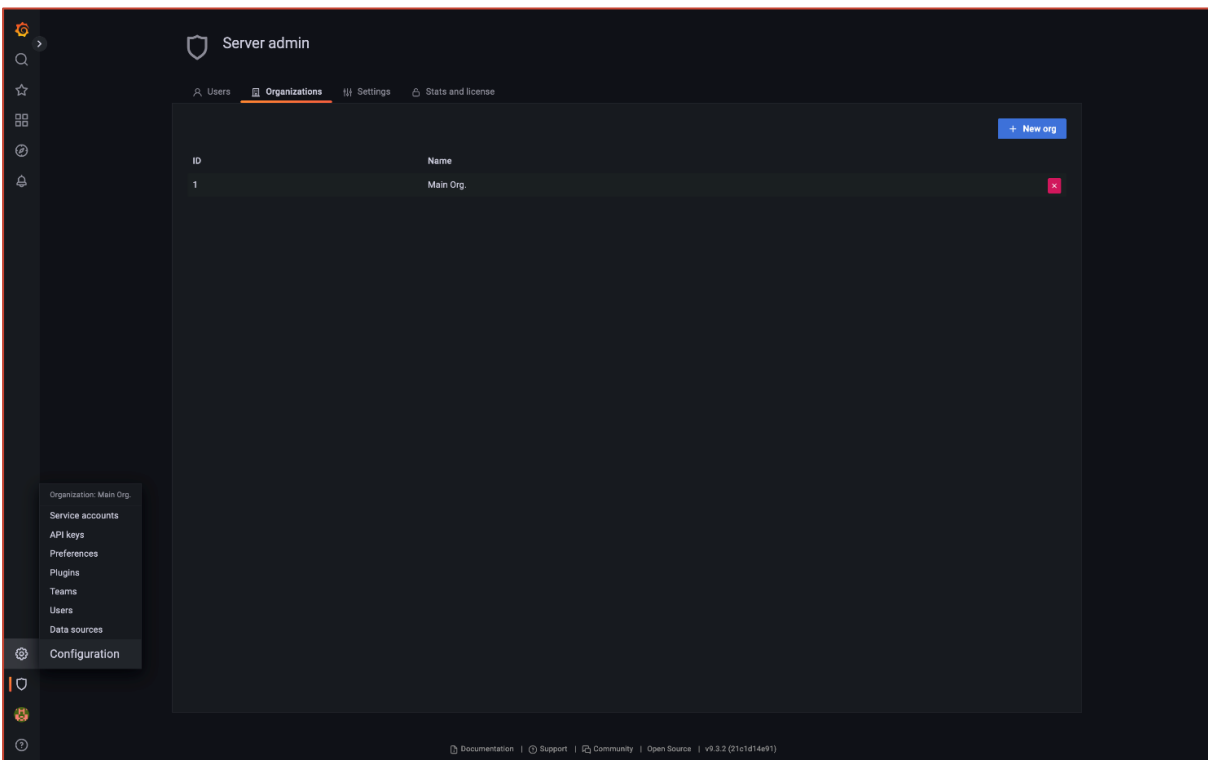 Server admin
Users Organizations Settings Stats and license
+ New org
ID Name
1 Main Org.
Organization: Main Org.
Service accounts
API keys
Preferences
Plugins
Teams
Users
Data sources
Configuration
Documentation | Support | Community | Open Source | v9.3.2 (21c1d14e91)